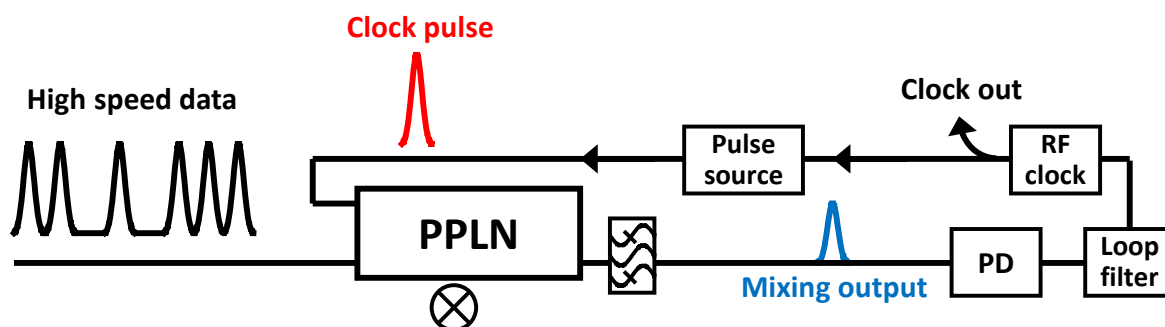 Clock pulse
High speed data
Clock out
Pulse
source
RF
clock
PPLN
PD
Loop
filter
Mixing output